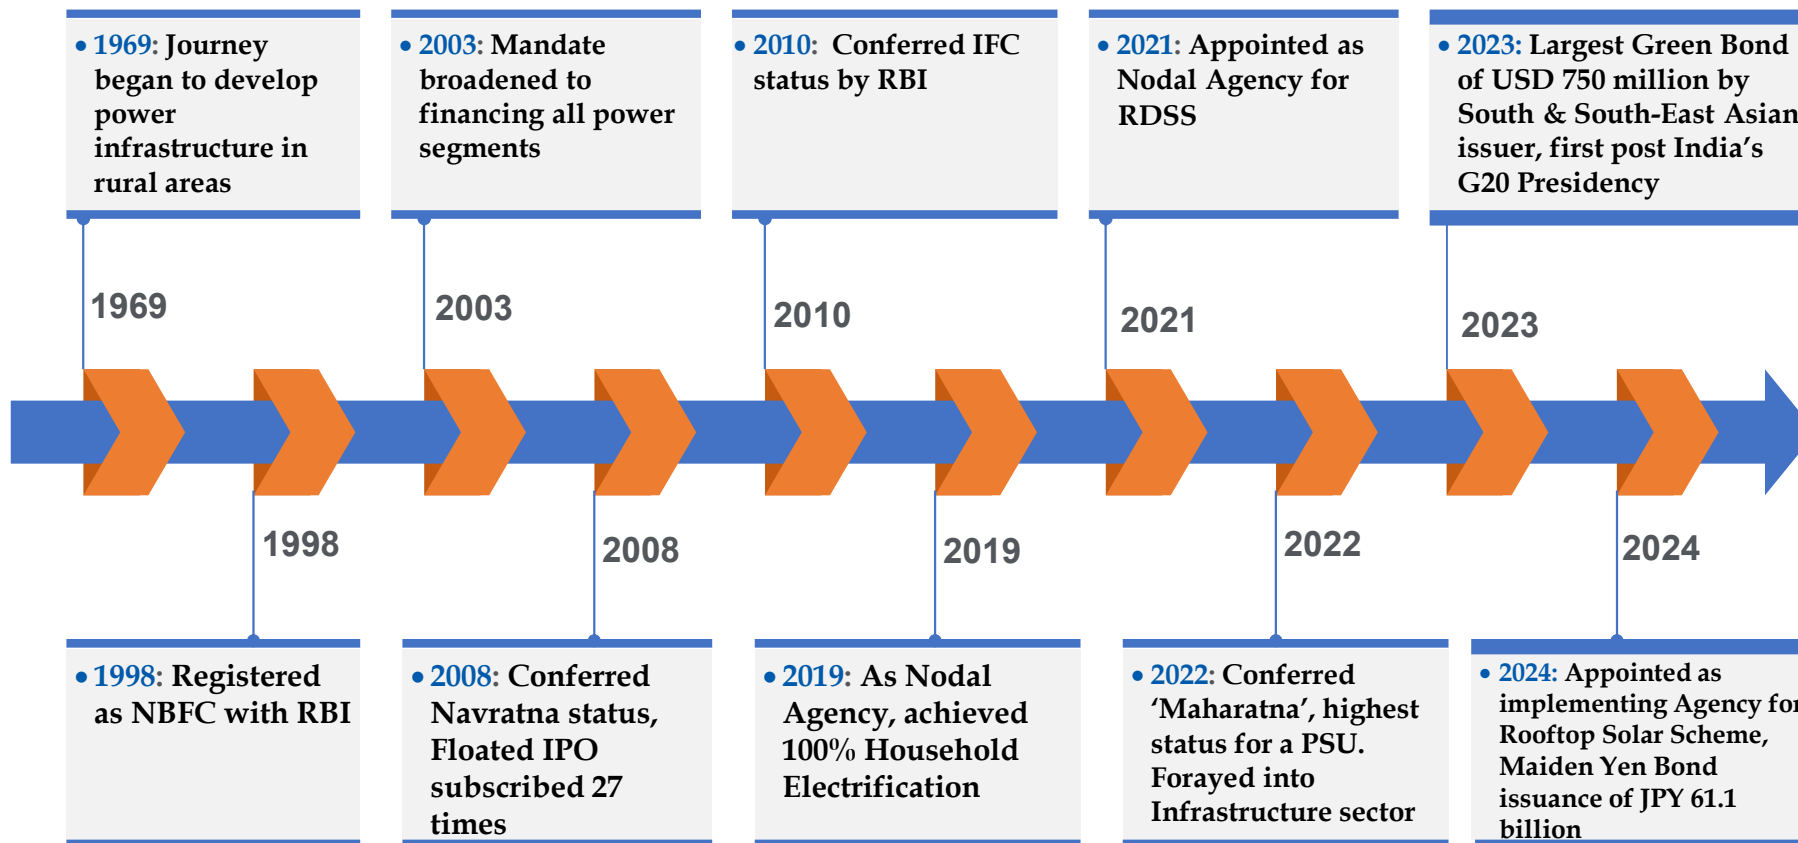 • 1969: Journey
began to develop
power
infrastructure in
rural areas
• 2003: Mandate
broadened to
financing all power
segments
• 2010: Conferred IFC
status by RBI
• 2021: Appointed as
Nodal Agency for
RDSS
• 2023: Largest Green Bond
of USD 750 million by
South & South-East Asian
issuer, first post India’s
G20 Presidency
1969
2003
2010
2021
2023
1998
2008
2019
2022
2024
• 1998: Registered
as NBFC with RBI
• 2008: Conferred
Navratna status,
Floated IPO
subscribed 27
times
• 2019: As Nodal
Agency, achieved
100% Household
Electrification
• 2022: Conferred
‘Maharatna’, highest
status for a PSU.
Forayed into
Infrastructure sector
• 2024: Appointed as
implementing Agency for
Rooftop Solar Scheme,
Maiden Yen Bond
issuance of JPY 61.1
billion